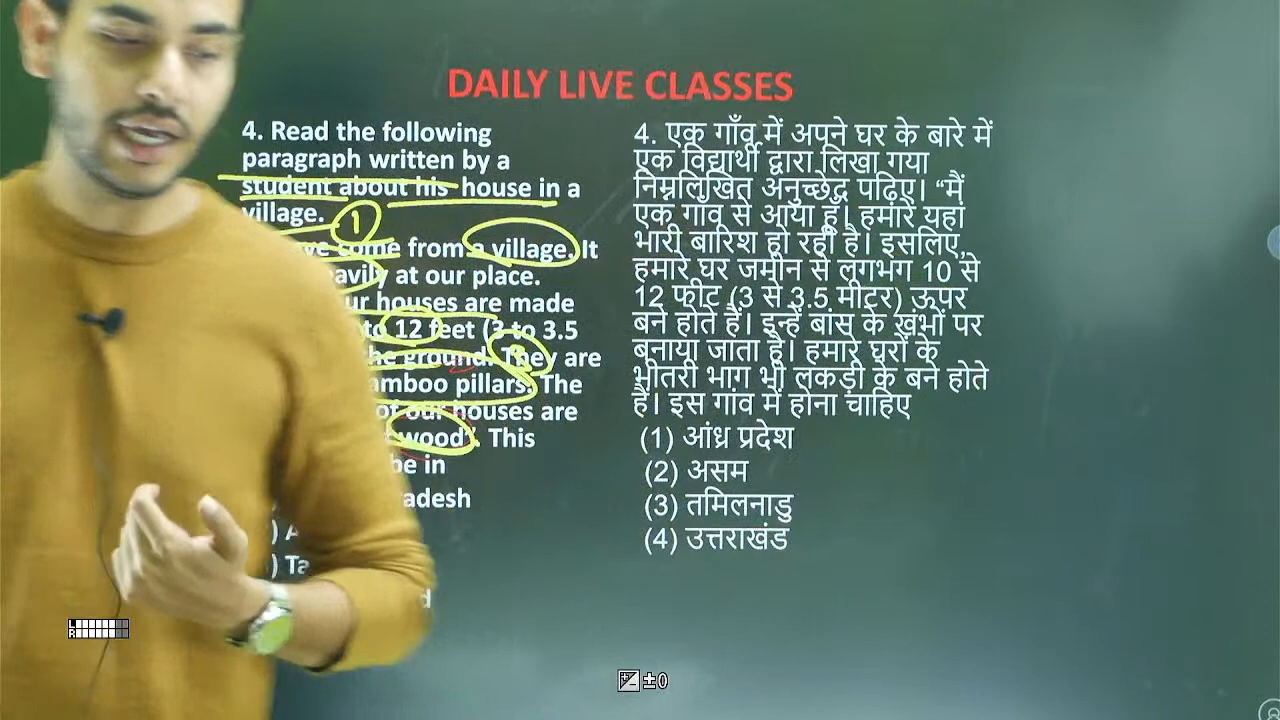 DAILY LIVE CLASSES
4. Read the following
paragraph written by a
student about his house in a
village.
come from a village. It
at our place.
houses are made
to 12 feet (3 to 3.5
ground. They are
pillars. The
of our houses are
wood”. This
be in
4. एक गाँव में अपने घर के बारे में
एक विद्यार्थी द्वारा लिखा गया
निम्नलिखित अनुच्छेद पढ़िए। “मैं
एक गाँव से आया हूँ। हमारे यहाँ
भारी बारिश हो रही है। इसलिए,
हमारे घर जमीन से लगभग 10 से
12 फीट (3 से 3.5 मीटर) ऊपर
बने होते हैं। इन्हें बांस के खंभों पर
बनाया जाता है। हमारे घरों के
भीतरी भाग भी लकड़ी के बने होते
हैं। इस गांव में होना चाहिए
(1) आंध्र प्रदेश
(2) असम
(3) तमिलनाडु
(4) उत्तराखंड
1
2
±0